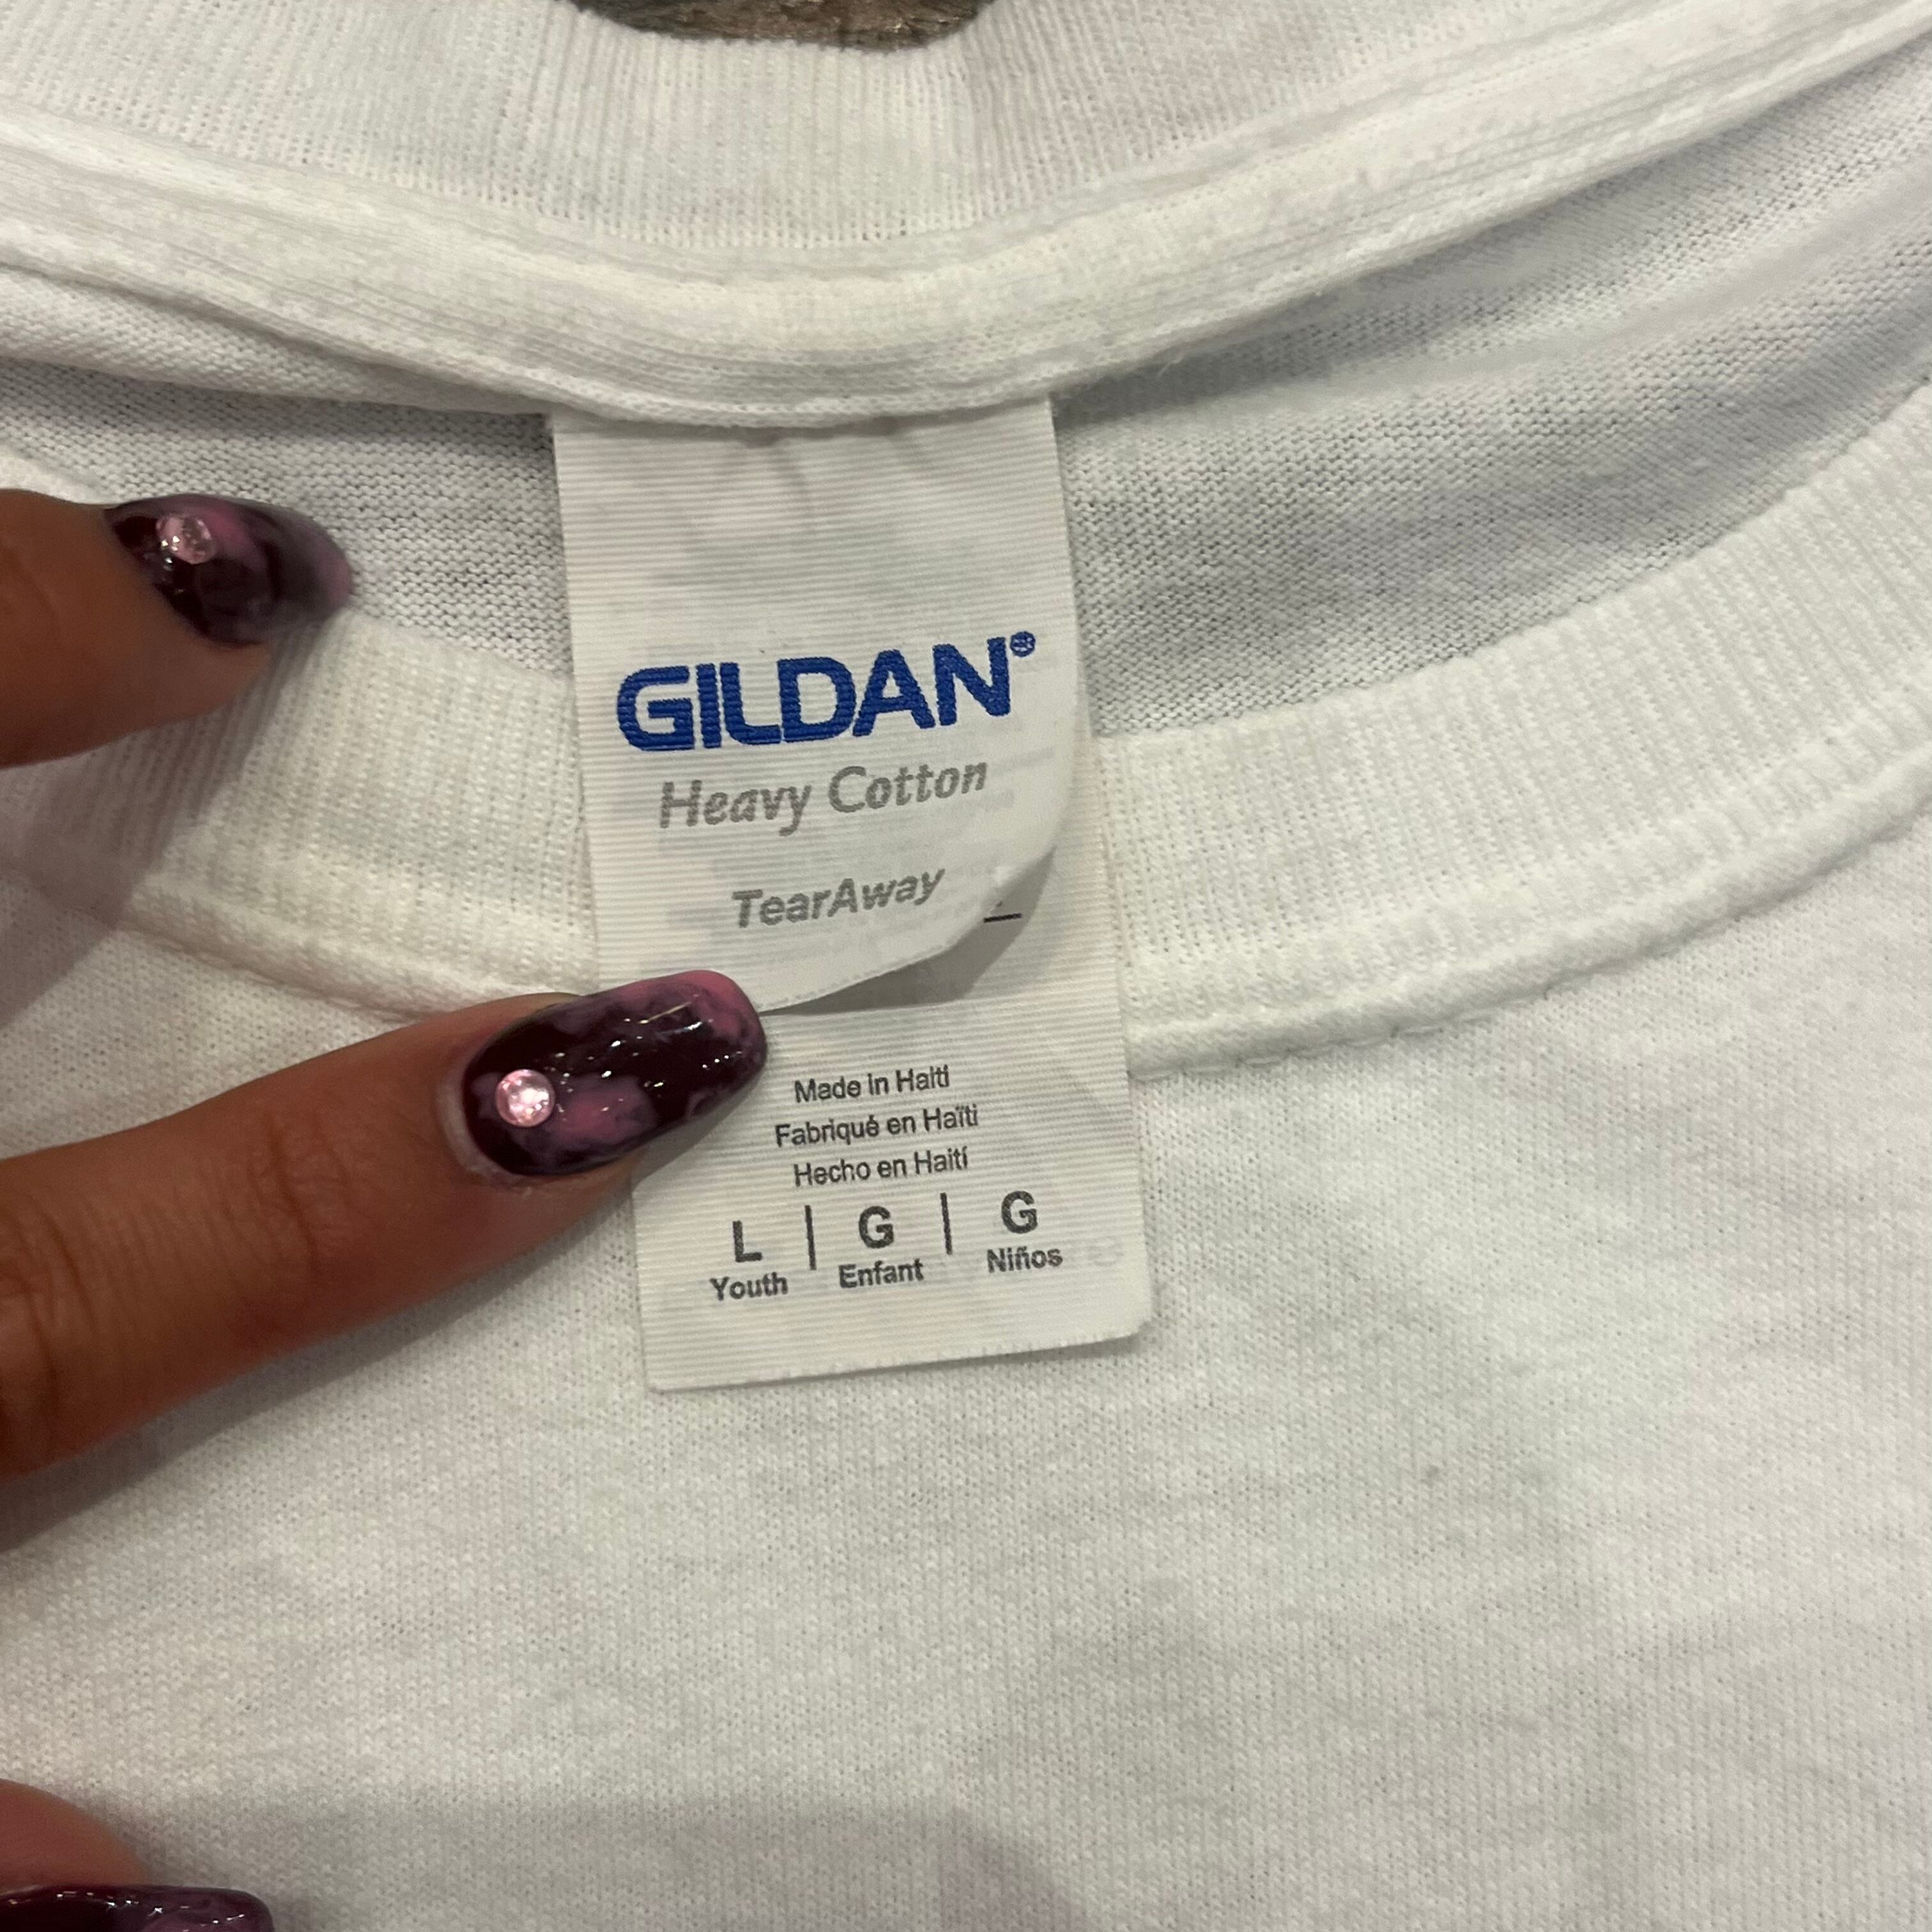 GILDAN®
Heavy Cotton
TearAway
Made in Haiti
Fabriqué en Haïti
Hecho en Haití
L | G | G
Youth Enfant Niños